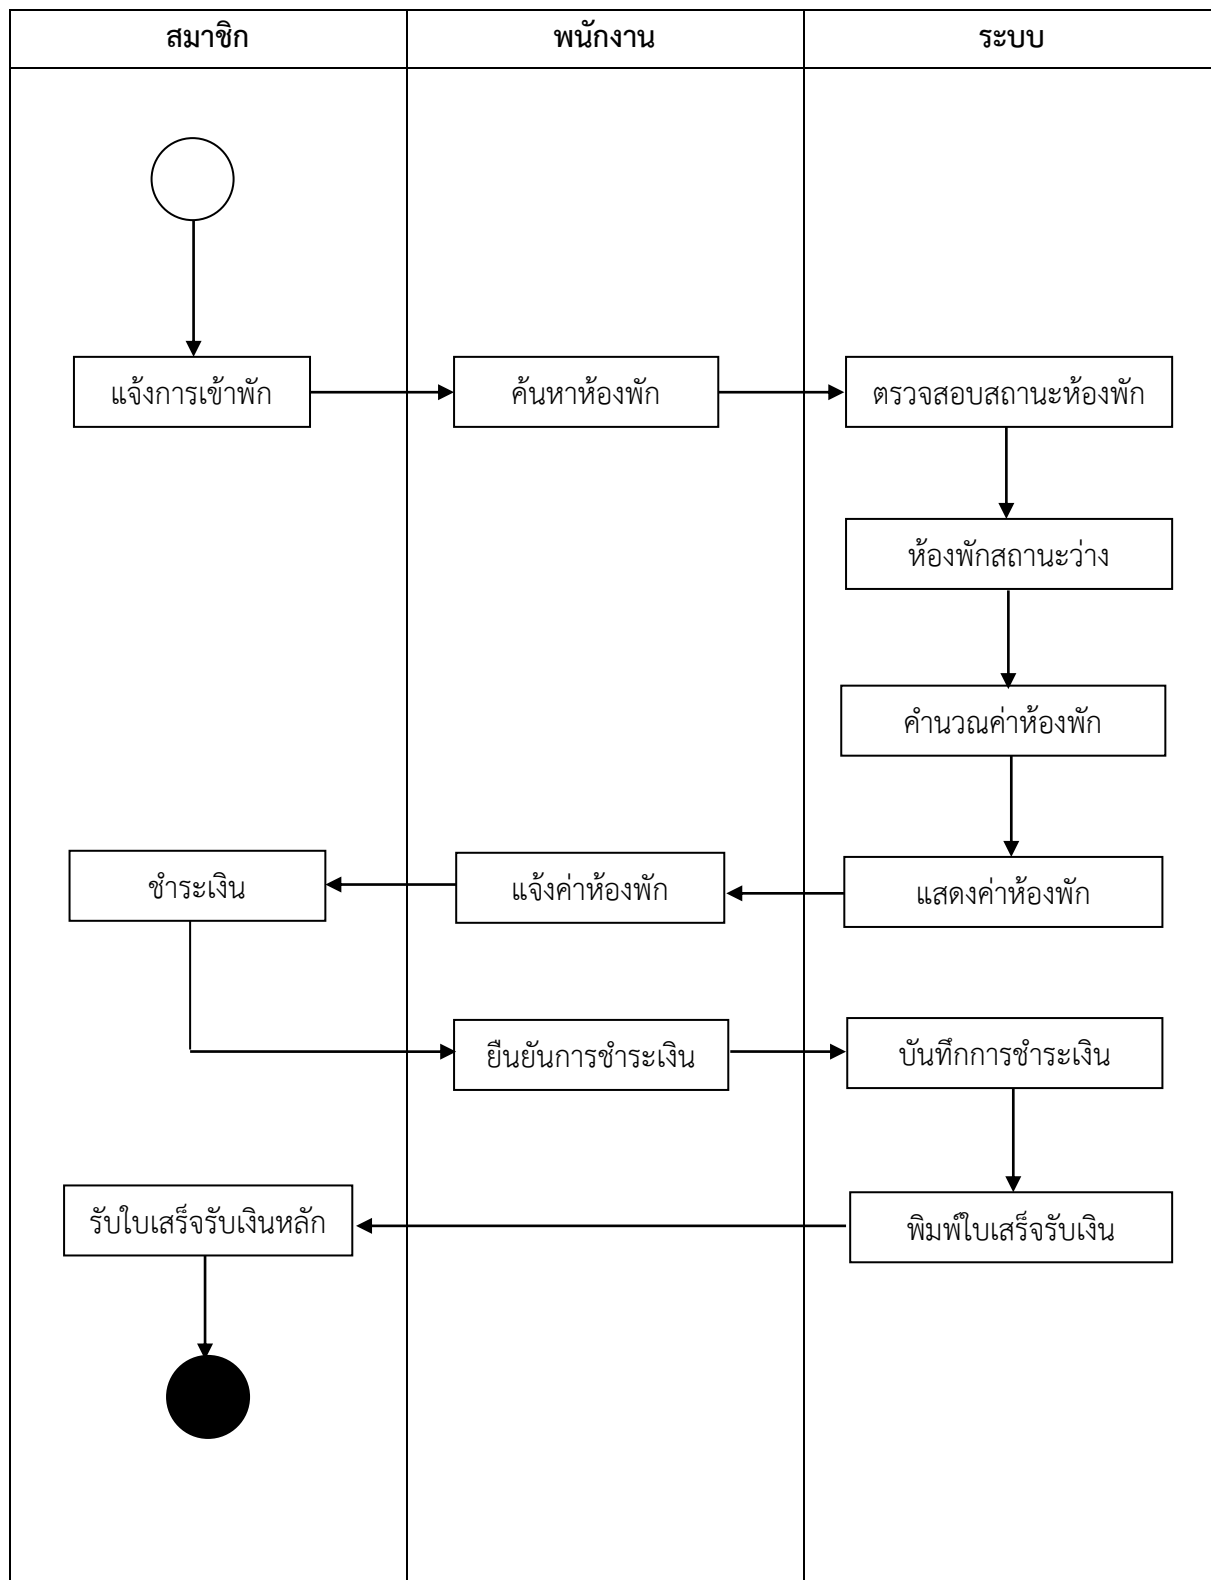 สมาชิก
พนักงาน
ระบบ
แจ้งการเข้าพัก
ค้นหาห้องพัก
ตรวจสอบสถานะห้องพัก
ห้องพักสถานะว่าง
คำนวณค่าห้องพัก
ชำระเงิน
แจ้งค่าห้องพัก
แสดงค่าห้องพัก
ยืนยันการชำระเงิน
บันทึกการชำระเงิน
รับใบเสร็จรับเงินหลัก
พิมพ์ใบเสร็จรับเงิน